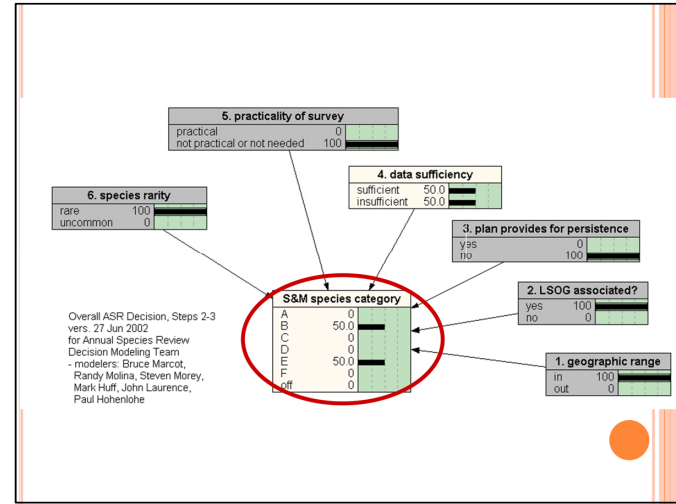 5. practicality of survey
practical 0
not practical or not needed 100
4. data sufficiency
sufficient 50.0
insufficient 50.0
6. species rarity
rare 100
uncommon 0
3. plan provides for persistence
yes 0
no 100
2. LSOG associated?
yes 100
no 0
S&M species category
A 0
B 50.0
C 0
D 0
E 50.0
F 0
off 0
1. geographic range
in 100
out 0
Overall ASR Decision, Steps 2-3
vers. 27 Jun 2002
for Annual Species Review
Decision Modeling Team
- modelers: Bruce Marcot,
Randy Molina, Steven Morey,
Mark Huff, John Laurence,
Paul Hohenlohe